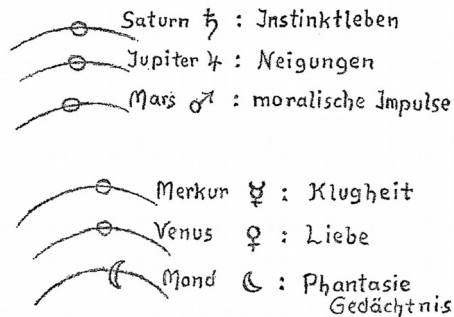 Saturn ♄ : Instinktleben
Jupiter ♃ : Neigungen
Mars ♂ : moralische Impulse
Merkur ☿ : Klugheit
Venus ♀ : Liebe
Mond ☾ : Phantasie
Gedächtnis